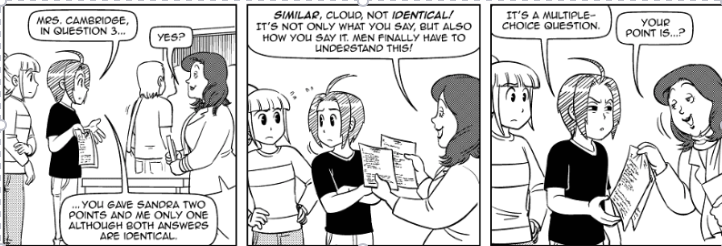 MRS. CAMBRIDGE,
IN QUESTION 3...
YES?
... YOU GAVE SANDRA TWO
POINTS AND ME ONLY ONE
ALTHOUGH BOTH ANSWERS
ARE IDENTICAL.
SIMILAR, CLOUD, NOT IDENTICAL!
IT'S NOT ONLY WHAT YOU SAY, BUT ALSO
HOW YOU SAY IT. MEN FINALLY HAVE TO
UNDERSTAND THIS!
IT'S A MULTIPLE-
CHOICE QUESTION.
YOUR
POINT IS...?